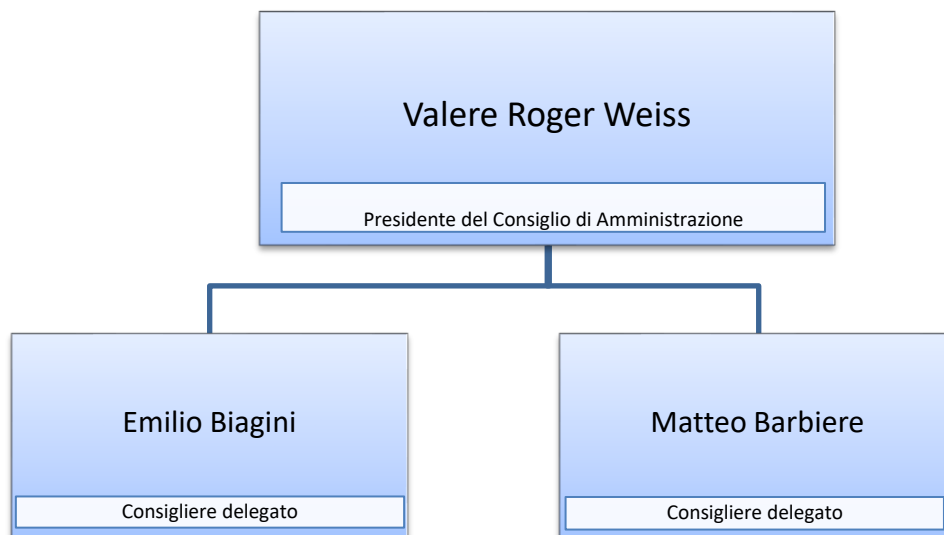 Valere Roger Weiss
Presidente del Consiglio di Amministrazione
Emilio Biagini
Consigliere delegato
Matteo Barbiere
Consigliere delegato